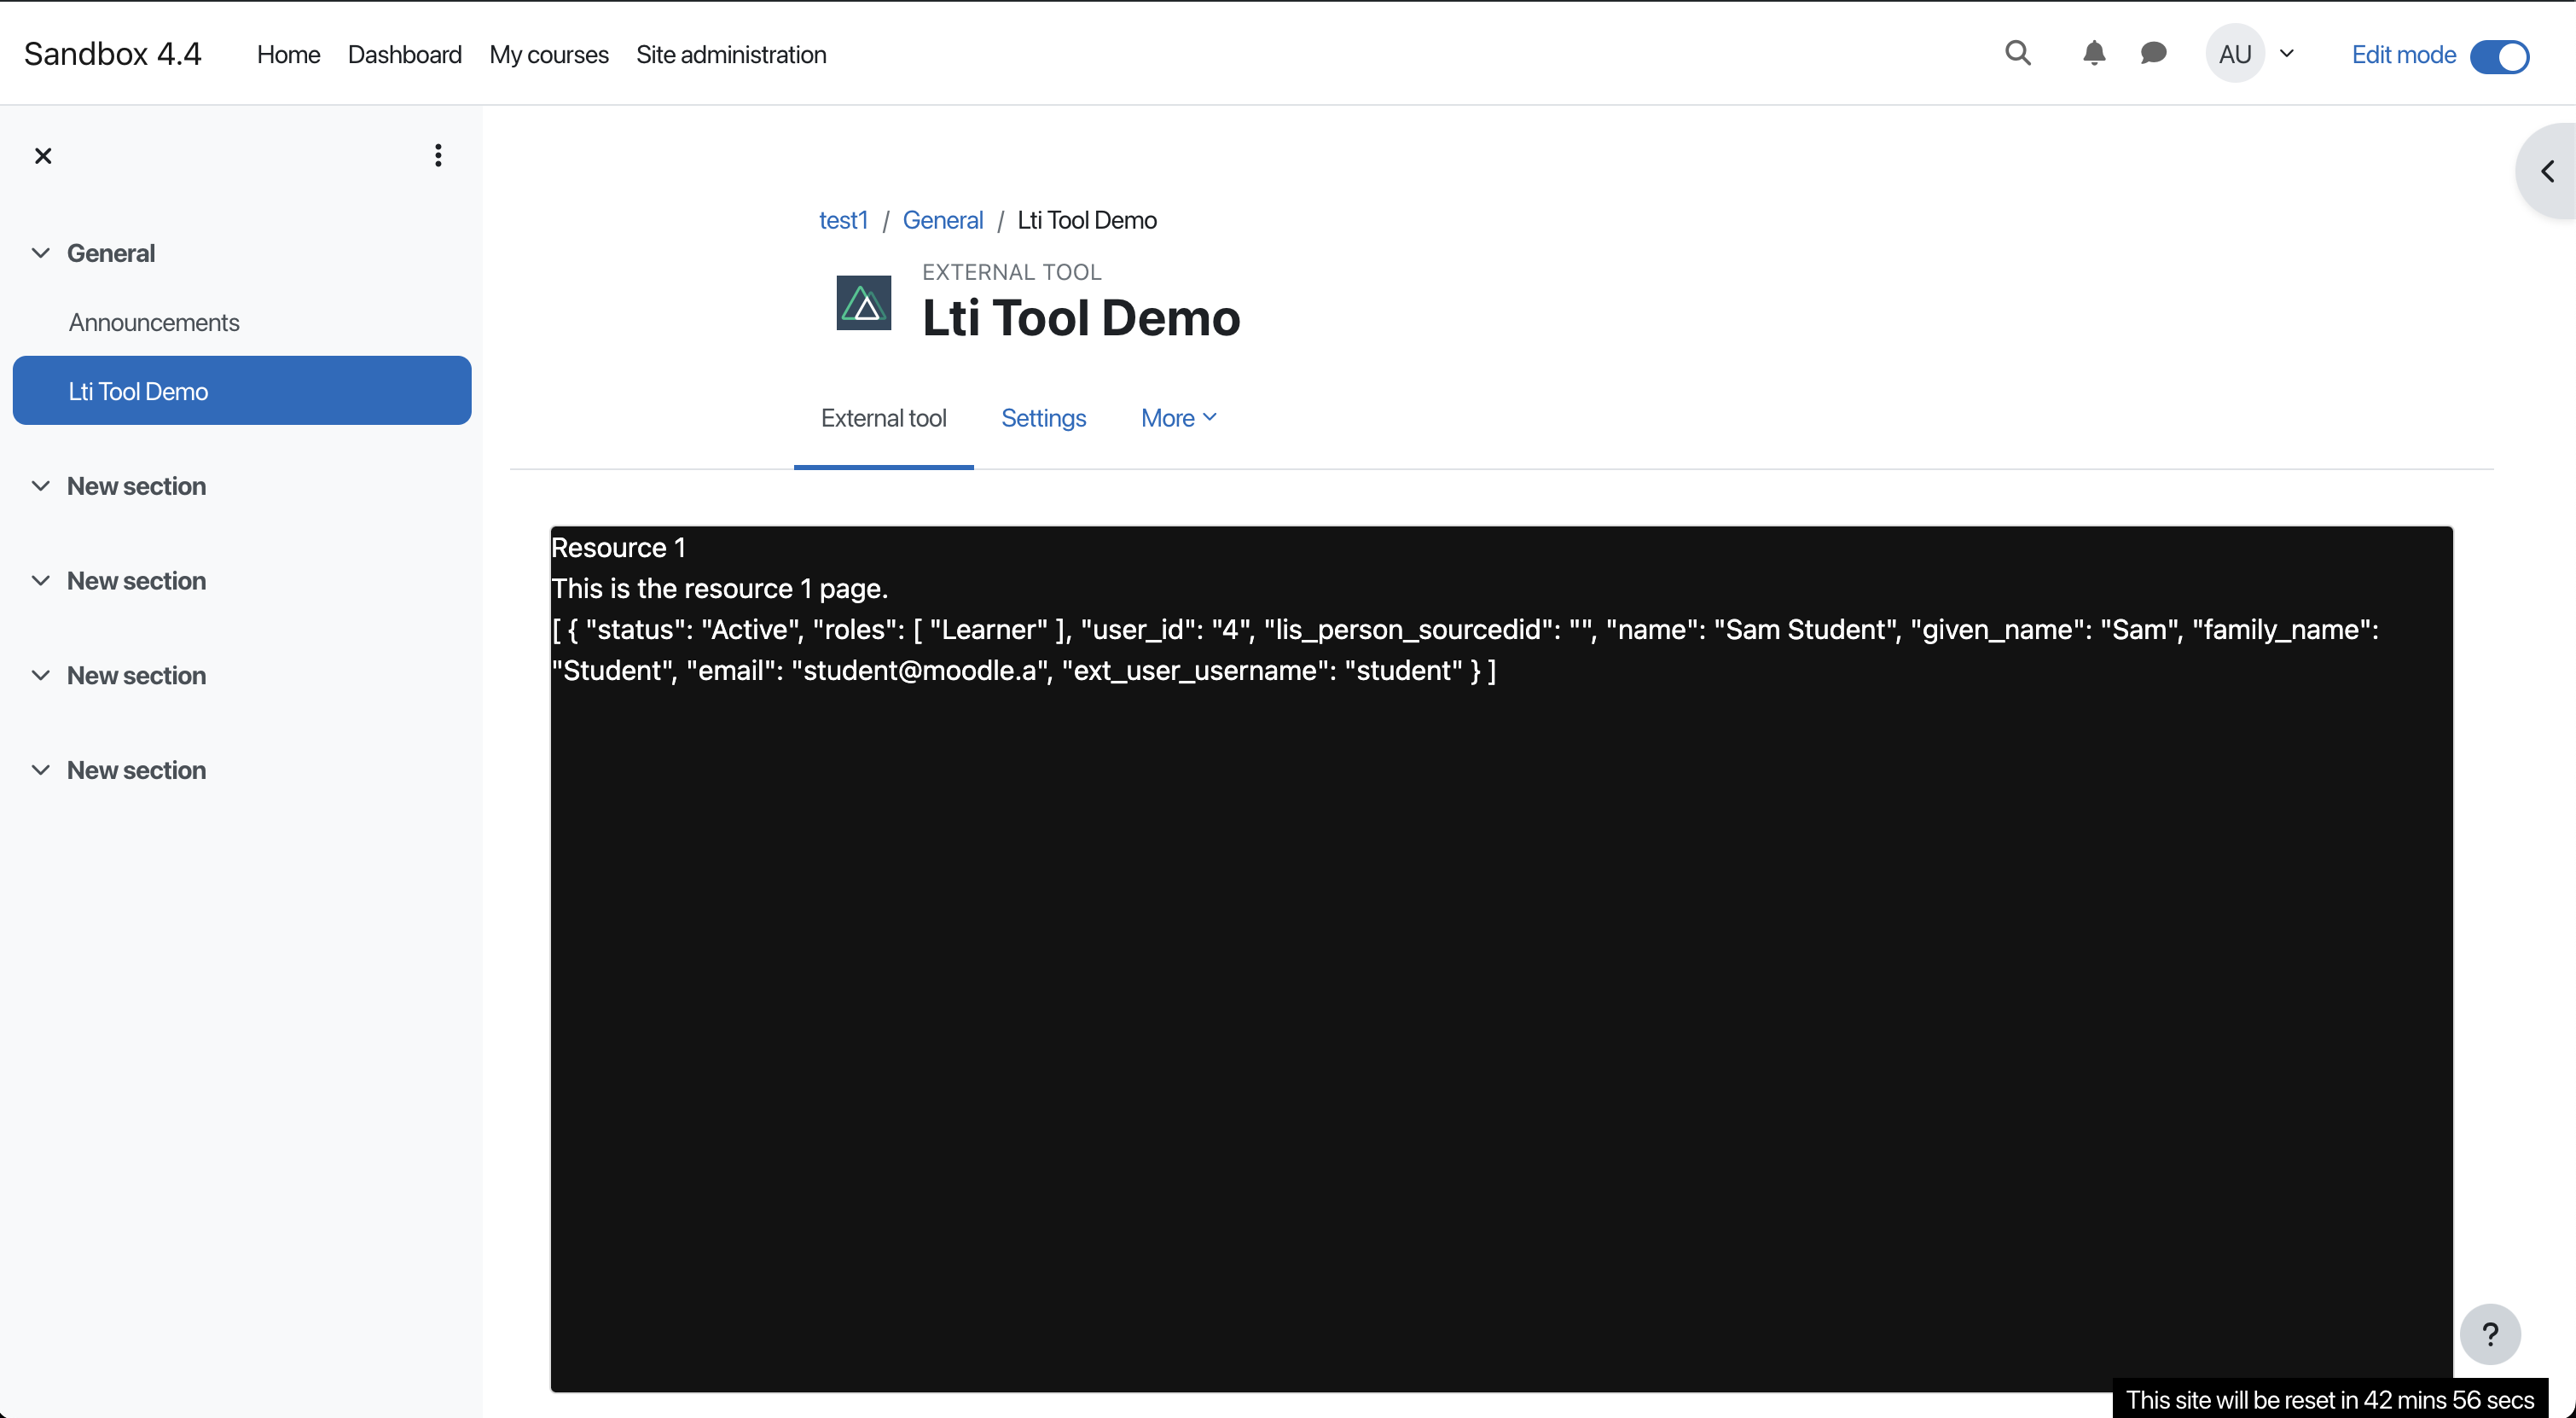 Sandbox 4.4 Home Dashboard My courses Site administration AU Edit mode
General
Announcements
Lti Tool Demo
New section
New section
New section
New section
test1 / General / Lti Tool Demo
EXTERNAL TOOL
Lti Tool Demo
External tool Settings More
Resource 1
This is the resource 1 page.
[ { "status": "Active", "roles": [ "Learner" ], "user_id": "4", "lis_person_sourcedid": "", "name": "Sam Student", "given_name": "Sam", "family_name":
"Student", "email": "student@moodle.a", "ext_user_username": "student" } ]
?
This site will be reset in 42 mins 56 secs